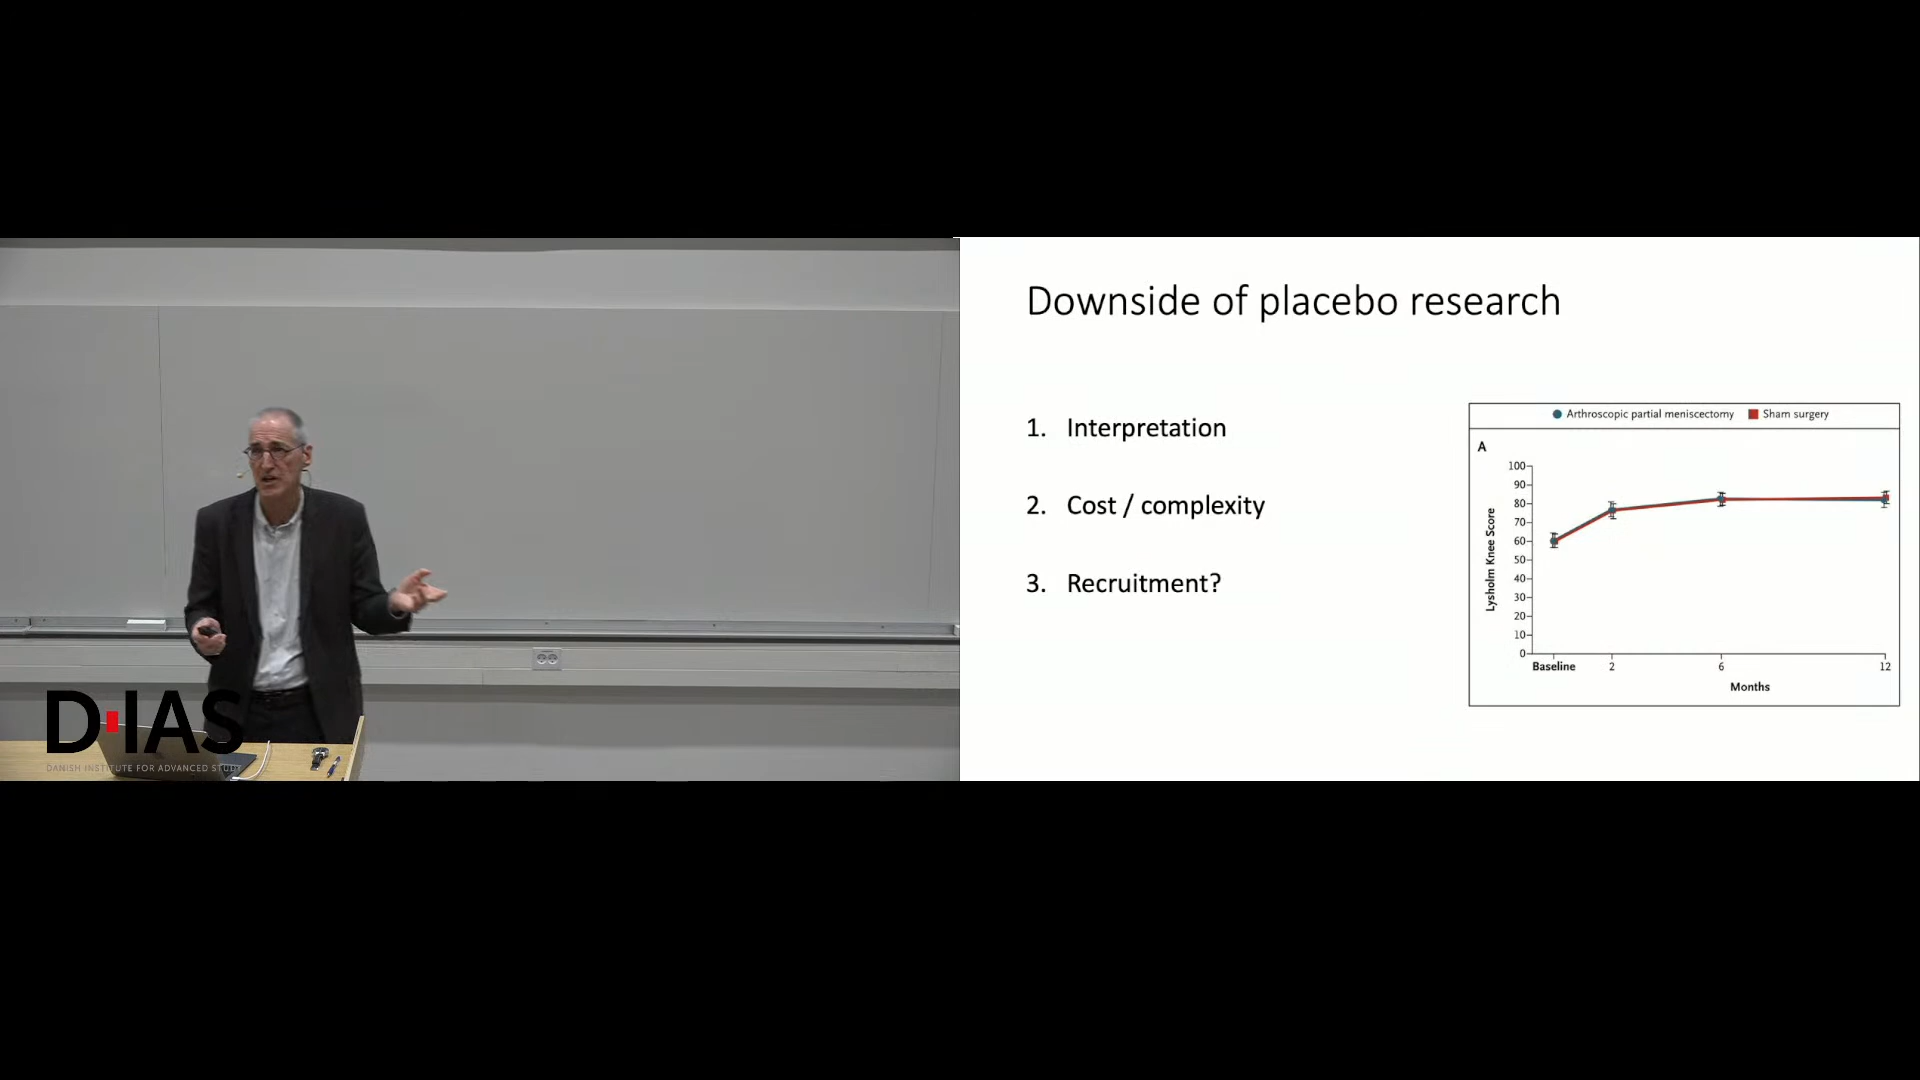 Downside of placebo research
1. Interpretation
2. Cost / complexity
3. Recruitment?
Arthroscopic partial meniscectomy Sham surgery
A
100
90
80
70
60
50
40
30
20
10
0
Lysholm Knee Score
Baseline 2 6 12
Months
D-IAS
DANISH INSTITUTE FOR ADVANCED STUDY